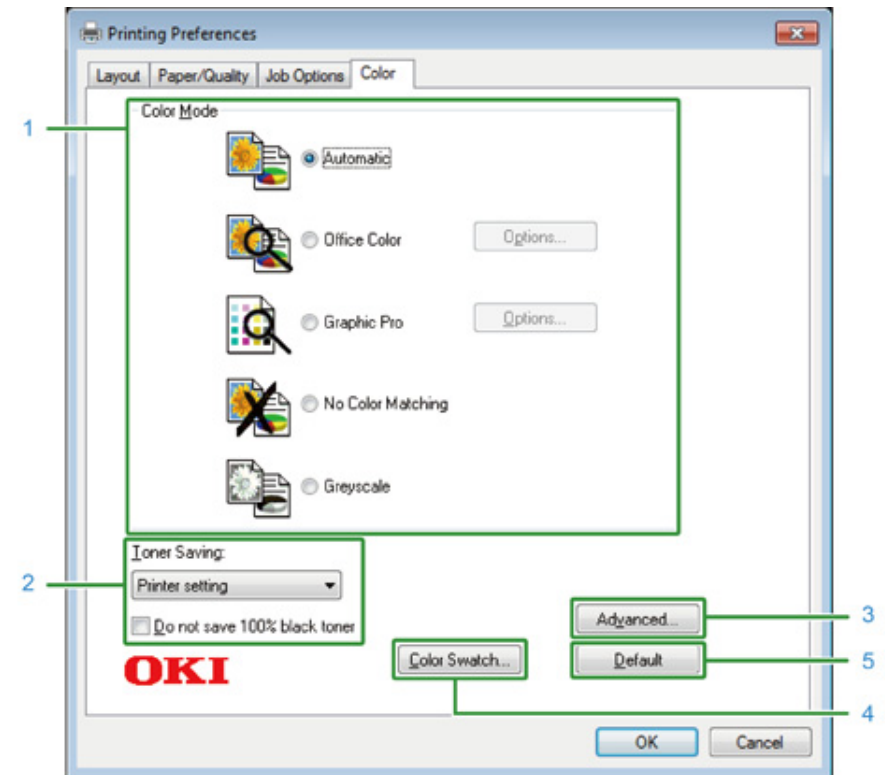 Printing Preferences
Layout Paper/Quality Job Options Color
1
Color Mode
Automatic
Office Color Options...
Graphic Pro Options...
No Color Matching
Greyscale
Toner Saving:
2
Printer setting
Do not save 100% black toner
Advanced...
3
OKI
Color Swatch...
Default
5
4
OK Cancel